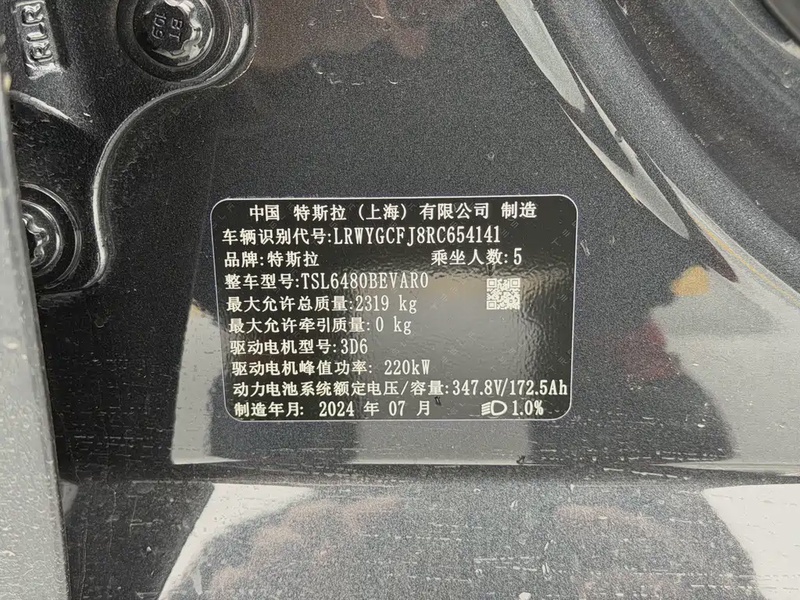 RLR
BT
109
中国 特斯拉（上海）有限公司 制造
车辆识别代号:LRWYGCFJ8RC654141
品牌:特斯拉 乘坐人数:5
整车型号:TSL6480BEVAR0
最大允许总质量:2319 kg
最大允许牵引质量:0 kg
驱动电机型号:3D6
驱动电机峰值功率: 220kW
动力电池系统额定电压/容量:347.8V/172.5Ah
制造年月: 2024 年 07 月 1.0%